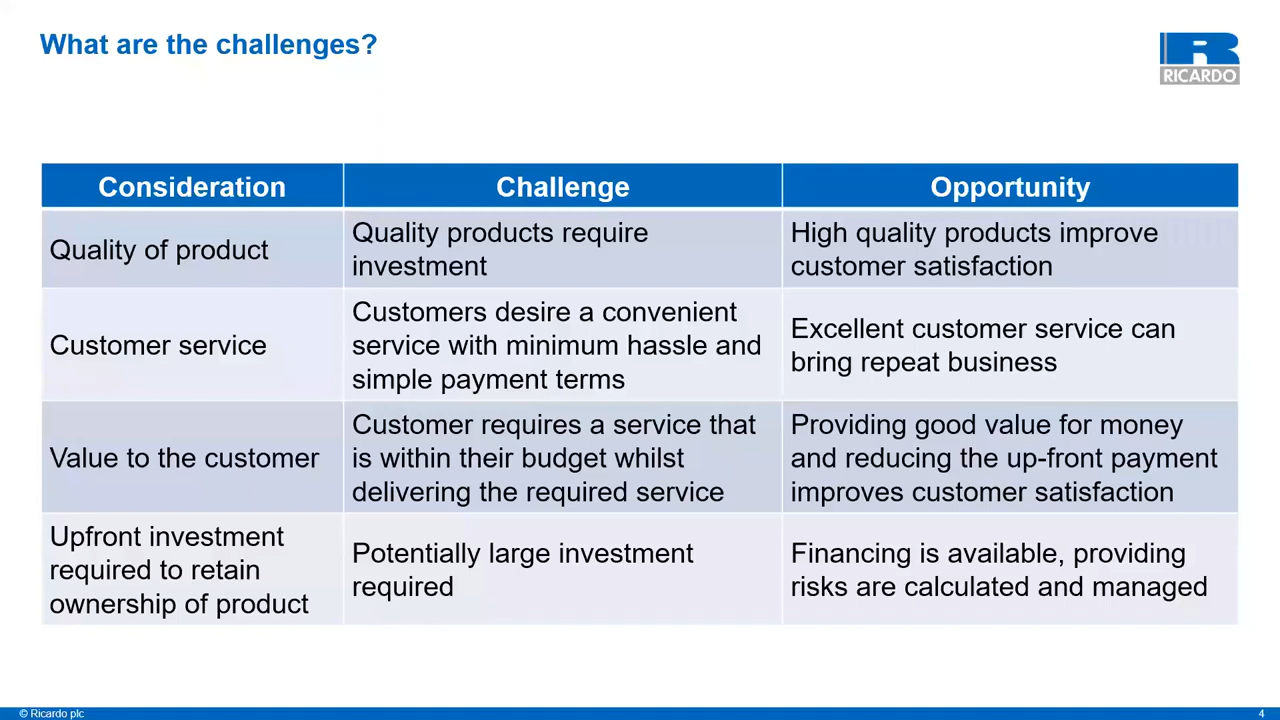 What are the challenges?
RICARDO
Consideration
Challenge
Opportunity
Quality of product
Quality products require
investment
High quality products improve
customer satisfaction
Customer service
Customers desire a convenient
service with minimum hassle and
simple payment terms
Excellent customer service can
bring repeat business
Value to the customer
Customer requires a service that
is within their budget whilst
delivering the required service
Providing good value for money
and reducing the up-front payment
improves customer satisfaction
Upfront investment
required to retain
ownership of product
Potentially large investment
required
Financing is available, providing
risks are calculated and managed
© Ricardo plc
4